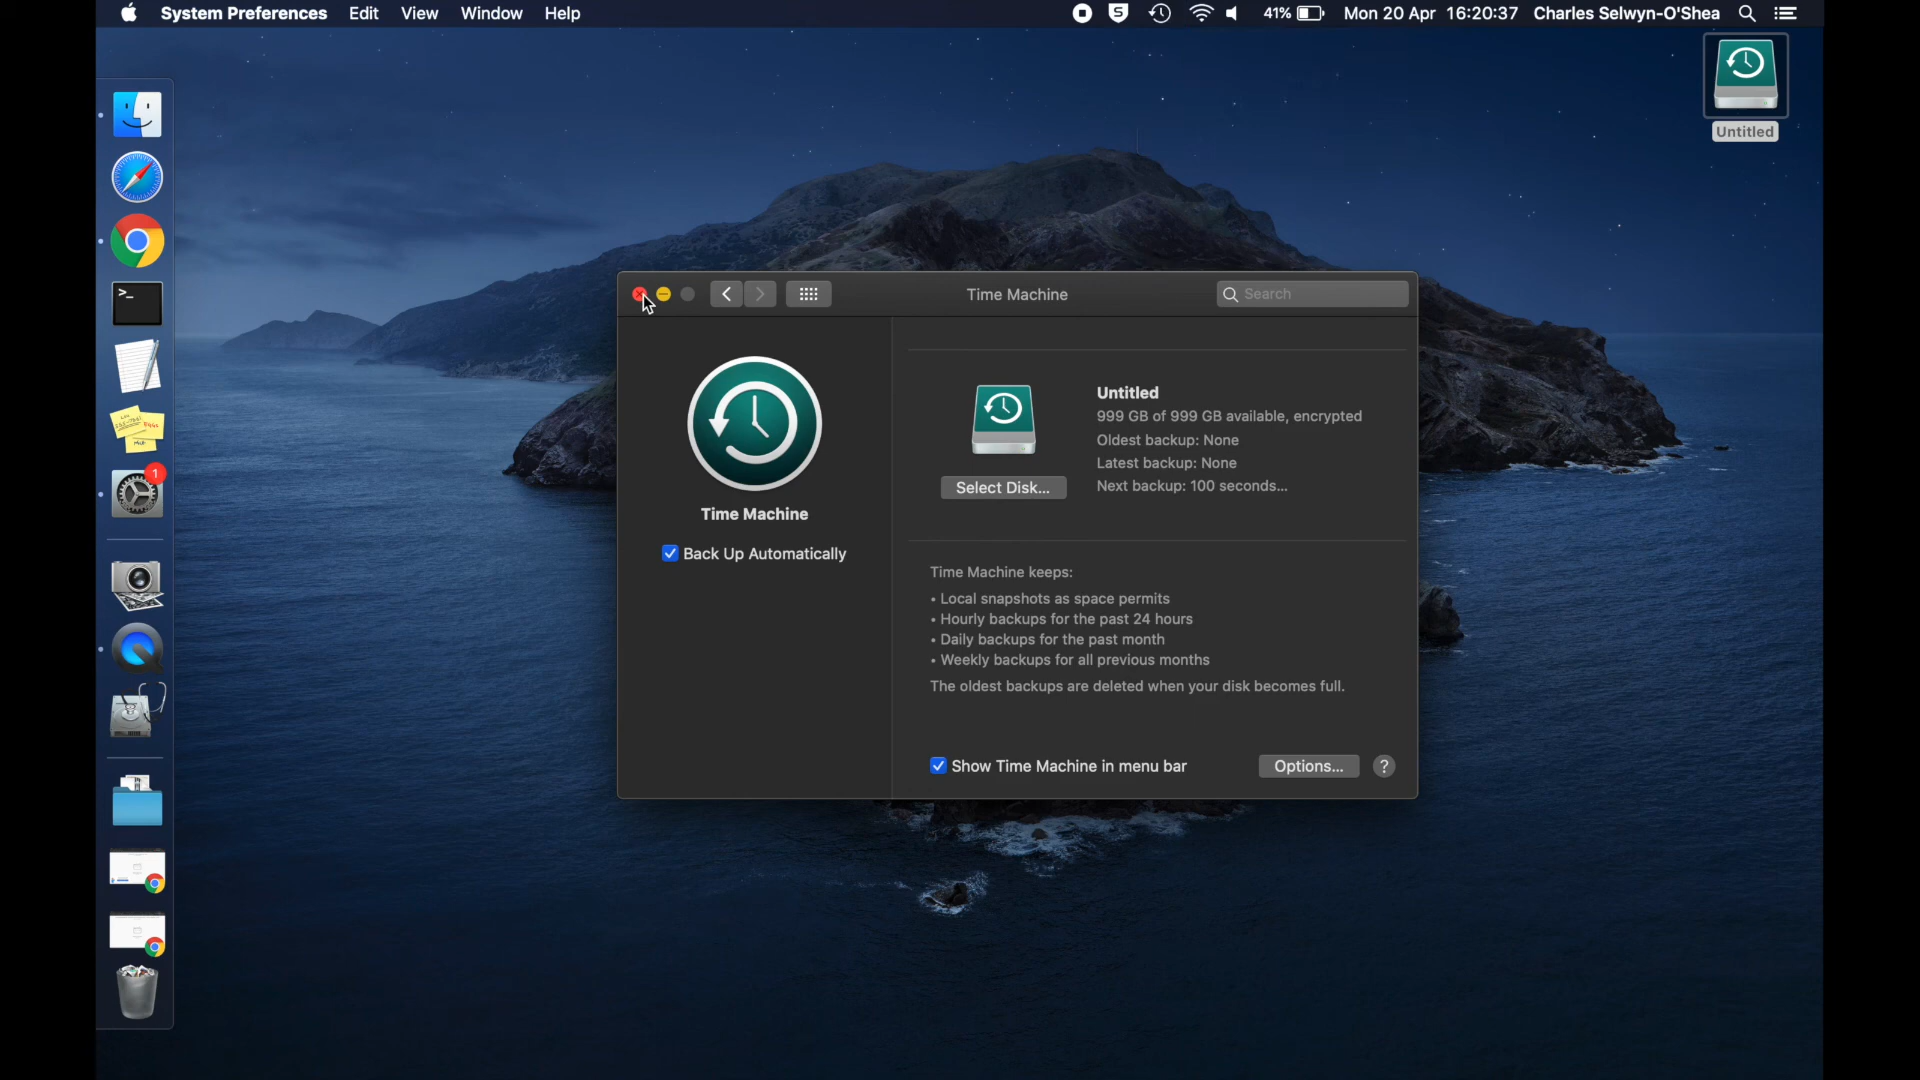 System Preferences Edit View Window Help
41% Mon 20 Apr 16:20:37 Charles Selwyn-O'Shea
Untitled
Time Machine
Search
Untitled
999 GB of 999 GB available, encrypted
Oldest backup: None
Latest backup: None
Next backup: 100 seconds...
Select Disk...
Time Machine
Back Up Automatically
Time Machine keeps:
• Local snapshots as space permits
• Hourly backups for the past 24 hours
• Daily backups for the past month
• Weekly backups for all previous months
The oldest backups are deleted when your disk becomes full.
Show Time Machine in menu bar
Options...
?
>_
1